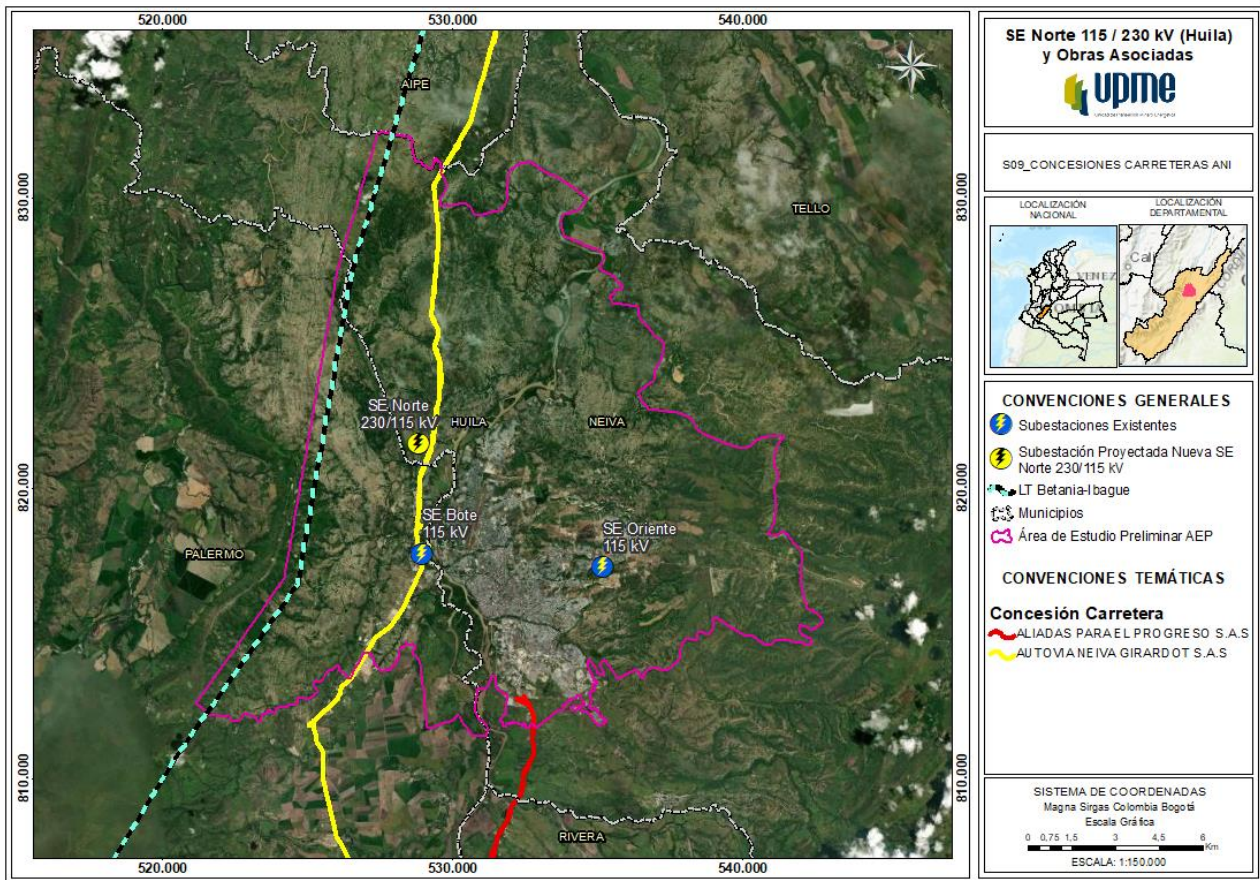 520.000
530.000
540.000
830.000
820.000
810.000
830.000
820.000
810.000
520.000
530.000
540.000
AIPE
TELLO
SE Norte
230/115 kV
HUILA
NEIVA
SE Bote
115 kV
SE Oriente
115 kV
PALERMO
RIVERA
SE Norte 115 / 230 kV (Huila)
y Obras Asociadas
upme
S09_CONCESIONES CARRETERAS ANI
LOCALIZACIÓN
NACIONAL
LOCALIZACIÓN
DEPARTAMENTAL
VENEZ
Cali
CONVENCIONES GENERALES
Subestaciones Existentes
Subestación Proyectada Nueva SE
Norte 230/115 kV
LT Betania-Ibague
Municipios
Área de Estudio Preliminar AEP
CONVENCIONES TEMÁTICAS
Concesión Carretera
ALIADAS PARA EL PROGRESO S.A.S
AUTOVIA NEIVA GIRARDOT S.A.S
SISTEMA DE COORDENADAS
Magna Sirgas Colombia Bogotá
Escala Gráfica
0 0,75 1,5 3 4,5 6
Km
ESCALA: 1:150.000